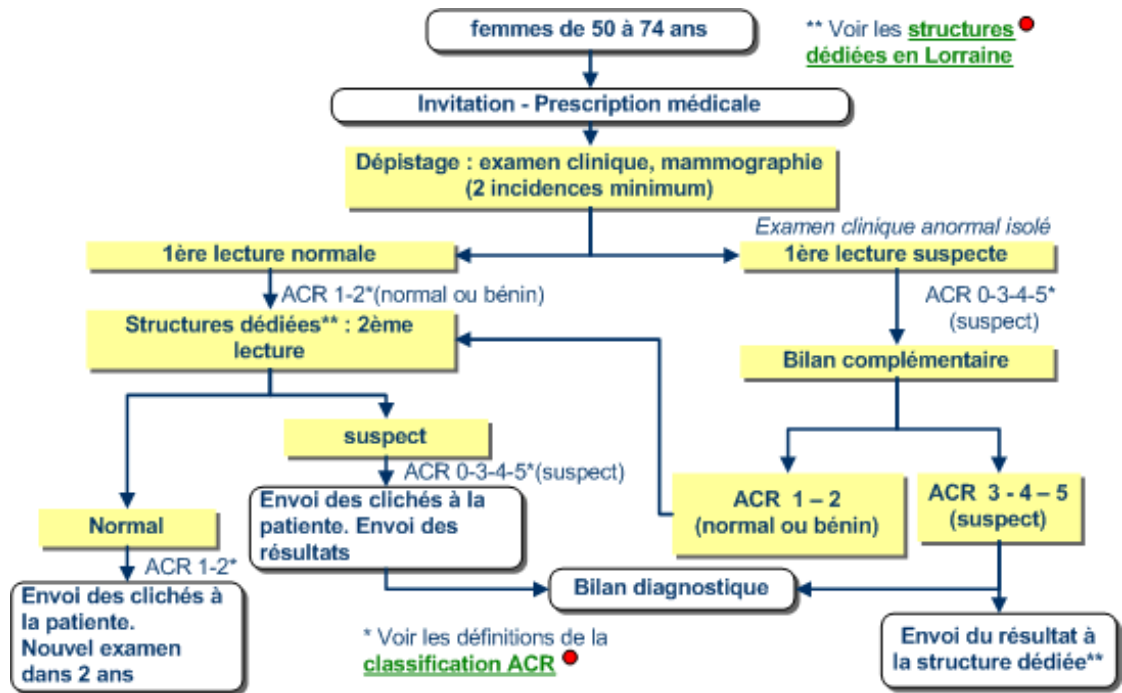 femmes de 50 à 74 ans
** Voir les structures
dédiées en Lorraine
Invitation - Prescription médicale
Dépistage : examen clinique, mammographie
(2 incidences minimum)
Examen clinique anormal isolé
1ère lecture normale
1ère lecture suspecte
ACR 1-2*(normal ou bénin)
ACR 0-3-4-5*
(suspect)
Structures dédiées** : 2ème
lecture
Bilan complémentaire
suspect
ACR 0-3-4-5*(suspect)
Envoi des clichés à la
patiente. Envoi des
résultats
ACR 1 – 2
(normal ou bénin)
ACR 3 - 4 – 5
(suspect)
Normal
ACR 1-2*
Envoi des clichés à
la patiente.
Nouvel examen
dans 2 ans
Bilan diagnostique
* Voir les définitions de la
classification ACR
Envoi du résultat à
la structure dédiée**